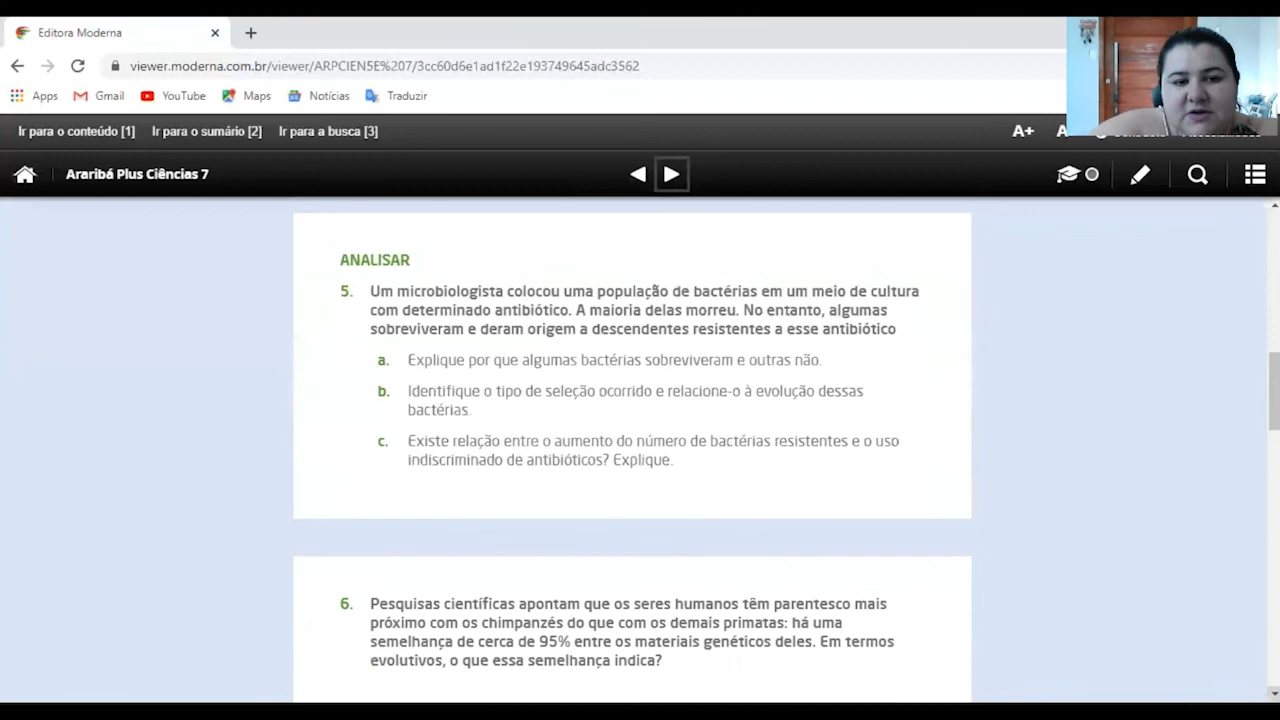 Editora Moderna
viewer.moderna.com.br/viewer/ARPCIEN5E%207/3cc60d6e1ad1f22e193749645adc3562
Apps Gmail YouTube Maps Notícias Traduzir
Ir para o conteúdo [1] Ir para o sumário [2] Ir para a busca [3] A+
Araribá Plus Ciências 7
ANALISAR
5. Um microbiologista colocou uma população de bactérias em um meio de cultura
com determinado antibiótico. A maioria delas morreu. No entanto, algumas
sobreviveram e deram origem a descendentes resistentes a esse antibiótico
a. Explique por que algumas bactérias sobreviveram e outras não.
b. Identifique o tipo de seleção ocorrido e relacione-o à evolução dessas
bactérias.
c. Existe relação entre o aumento do número de bactérias resistentes e o uso
indiscriminado de antibióticos? Explique.
6. Pesquisas científicas apontam que os seres humanos têm parentesco mais
próximo com os chimpanzés do que com os demais primatas: há uma
semelhança de cerca de 95% entre os materiais genéticos deles. Em termos
evolutivos, o que essa semelhança indica?